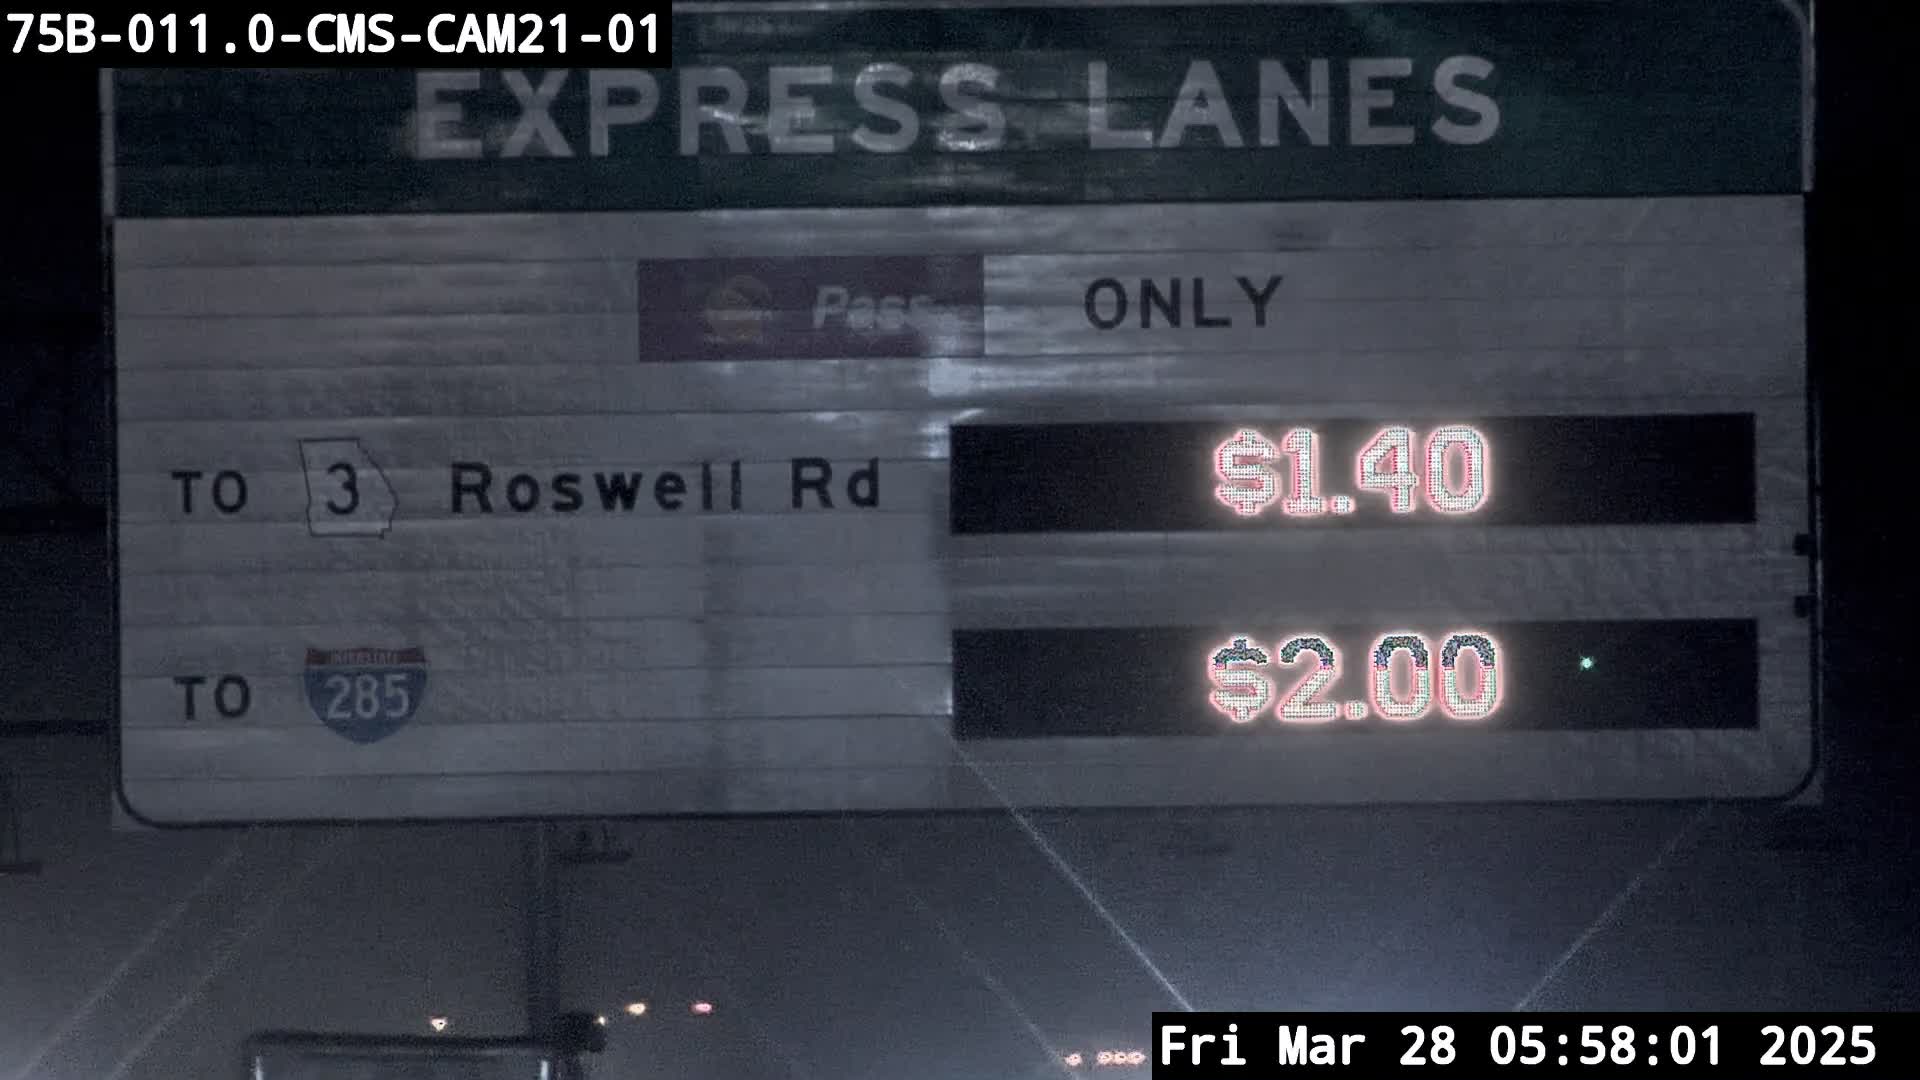 75B-011.0-CMS-CAM21-01
EXPRESS LANES
Pass ONLY
TO 3 Roswell Rd $1.40
INTERSTATE
TO 285 $2.00
Fri Mar 28 05:58:01 2025